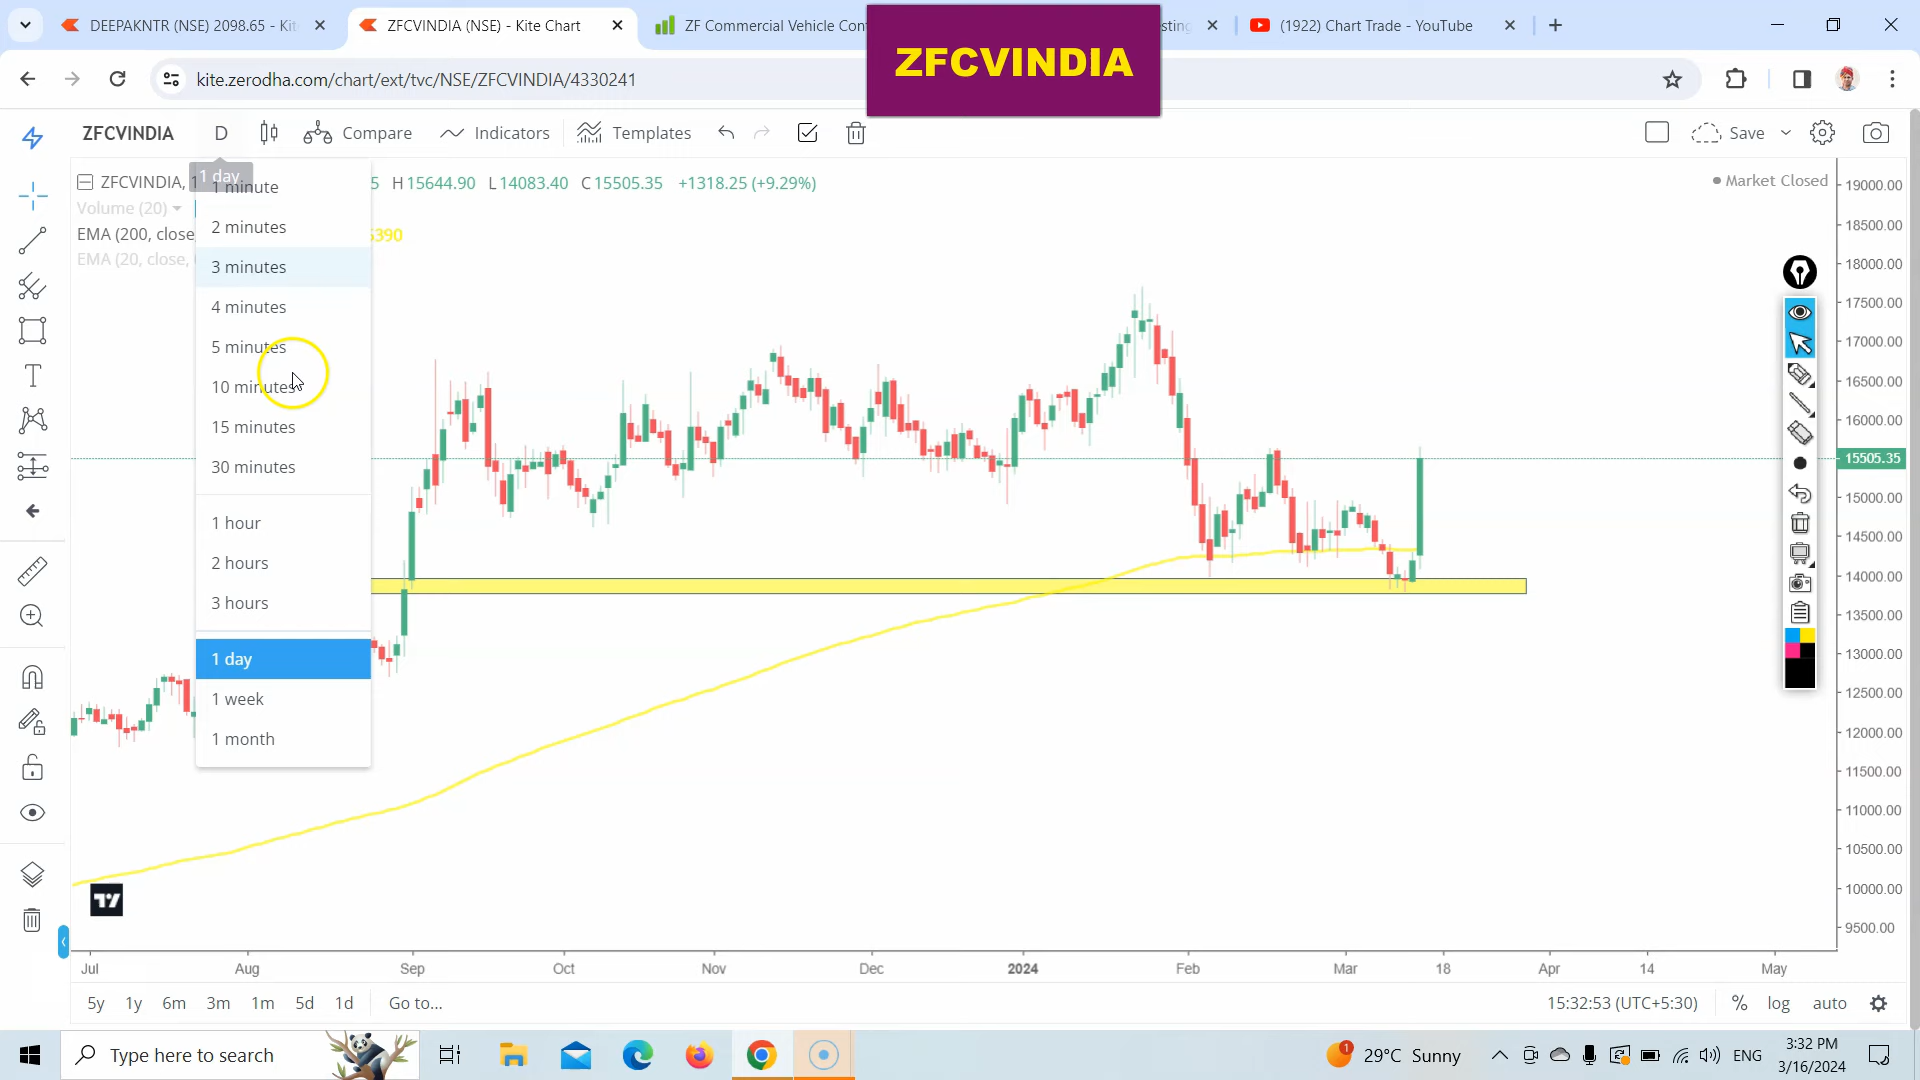 DEEPAKNTR (NSE) 2098.65 - Kit
ZFCVINDIA (NSE) - Kite Chart
ZF Commercial Vehicle Con
(1922) Chart Trade - YouTube
ZFCVINDIA
kite.zerodha.com/chart/ext/tvc/NSE/ZFCVINDIA/4330241
ZFCVINDIA
D
Compare
Indicators
Templates
Save
1 day
ZFCVINDIA,
5 H15644.90 L14083.40 C15505.35 +1318.25 (+9.29%)
Market Closed
Volume (20)
EMA (200, close
5390
EMA (20, close,
1 minute
2 minutes
3 minutes
4 minutes
5 minutes
10 minutes
15 minutes
30 minutes
1 hour
2 hours
3 hours
1 day
1 week
1 month
19000.00
18500.00
18000.00
17500.00
17000.00
16500.00
16000.00
15505.35
15000.00
14500.00
14000.00
13500.00
13000.00
12500.00
12000.00
11500.00
11000.00
10500.00
10000.00
9500.00
Jul Aug Sep Oct Nov Dec 2024 Feb Mar 18 Apr 14 May
5y 1y 6m 3m 1m 5d 1d Go to...
15:32:53 (UTC+5:30) % log auto
Type here to search
1
29°C Sunny
ENG
3:32 PM
3/16/2024